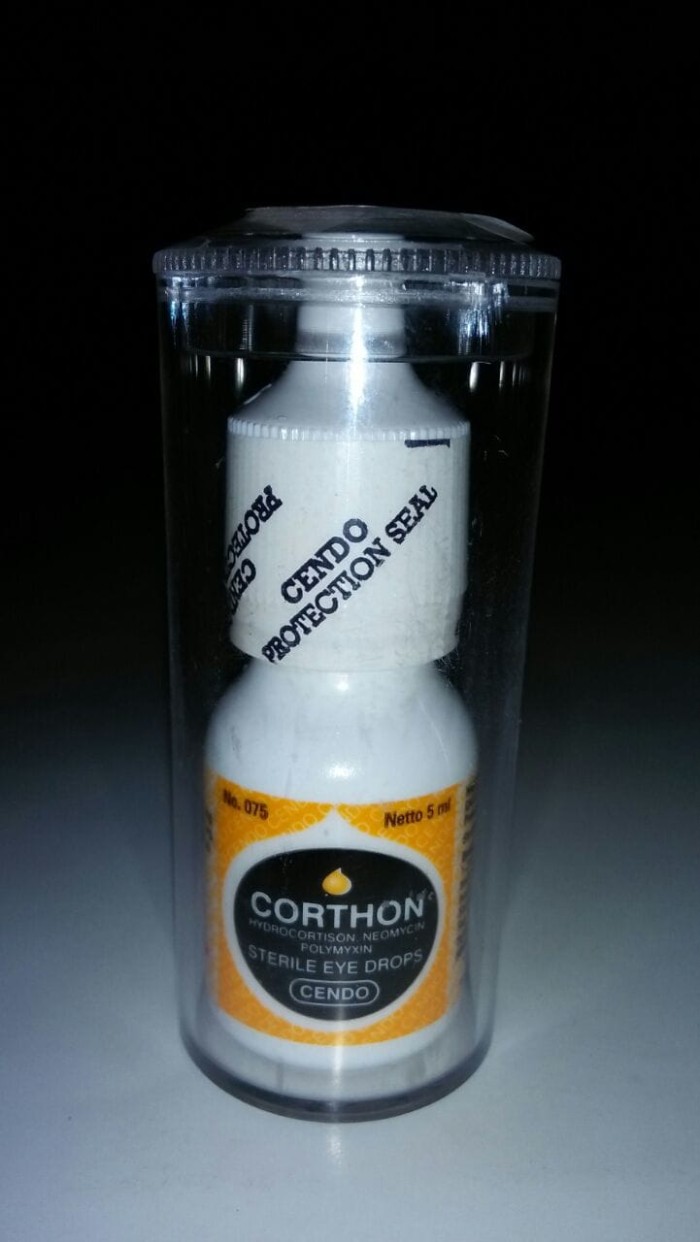 CENDO
PROTECTION SEAL
No. 075
Netto 5 ml
CORTHON
HYDROCORTISON, NEOMYCIN
POLYMYXIN
STERILE EYE DROPS
CENDO